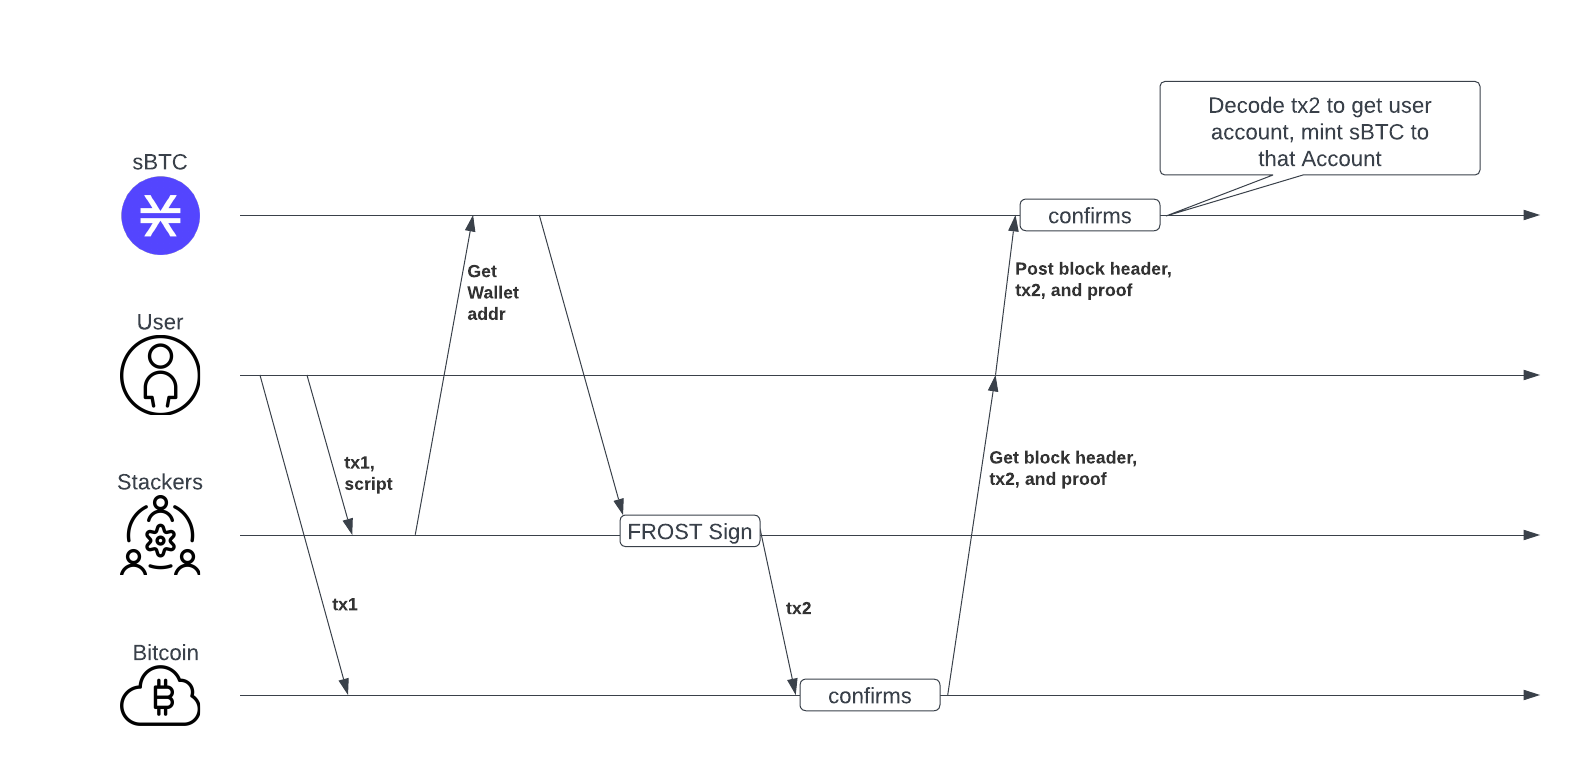 Decode tx2 to get user
account, mint sBTC to
that Account
sBTC
confirms
Get
Wallet
addr
Post block header,
tx2, and proof
User
tx1,
script
Get block header,
tx2, and proof
Stackers
FROST Sign
tx1
tx2
Bitcoin
confirms